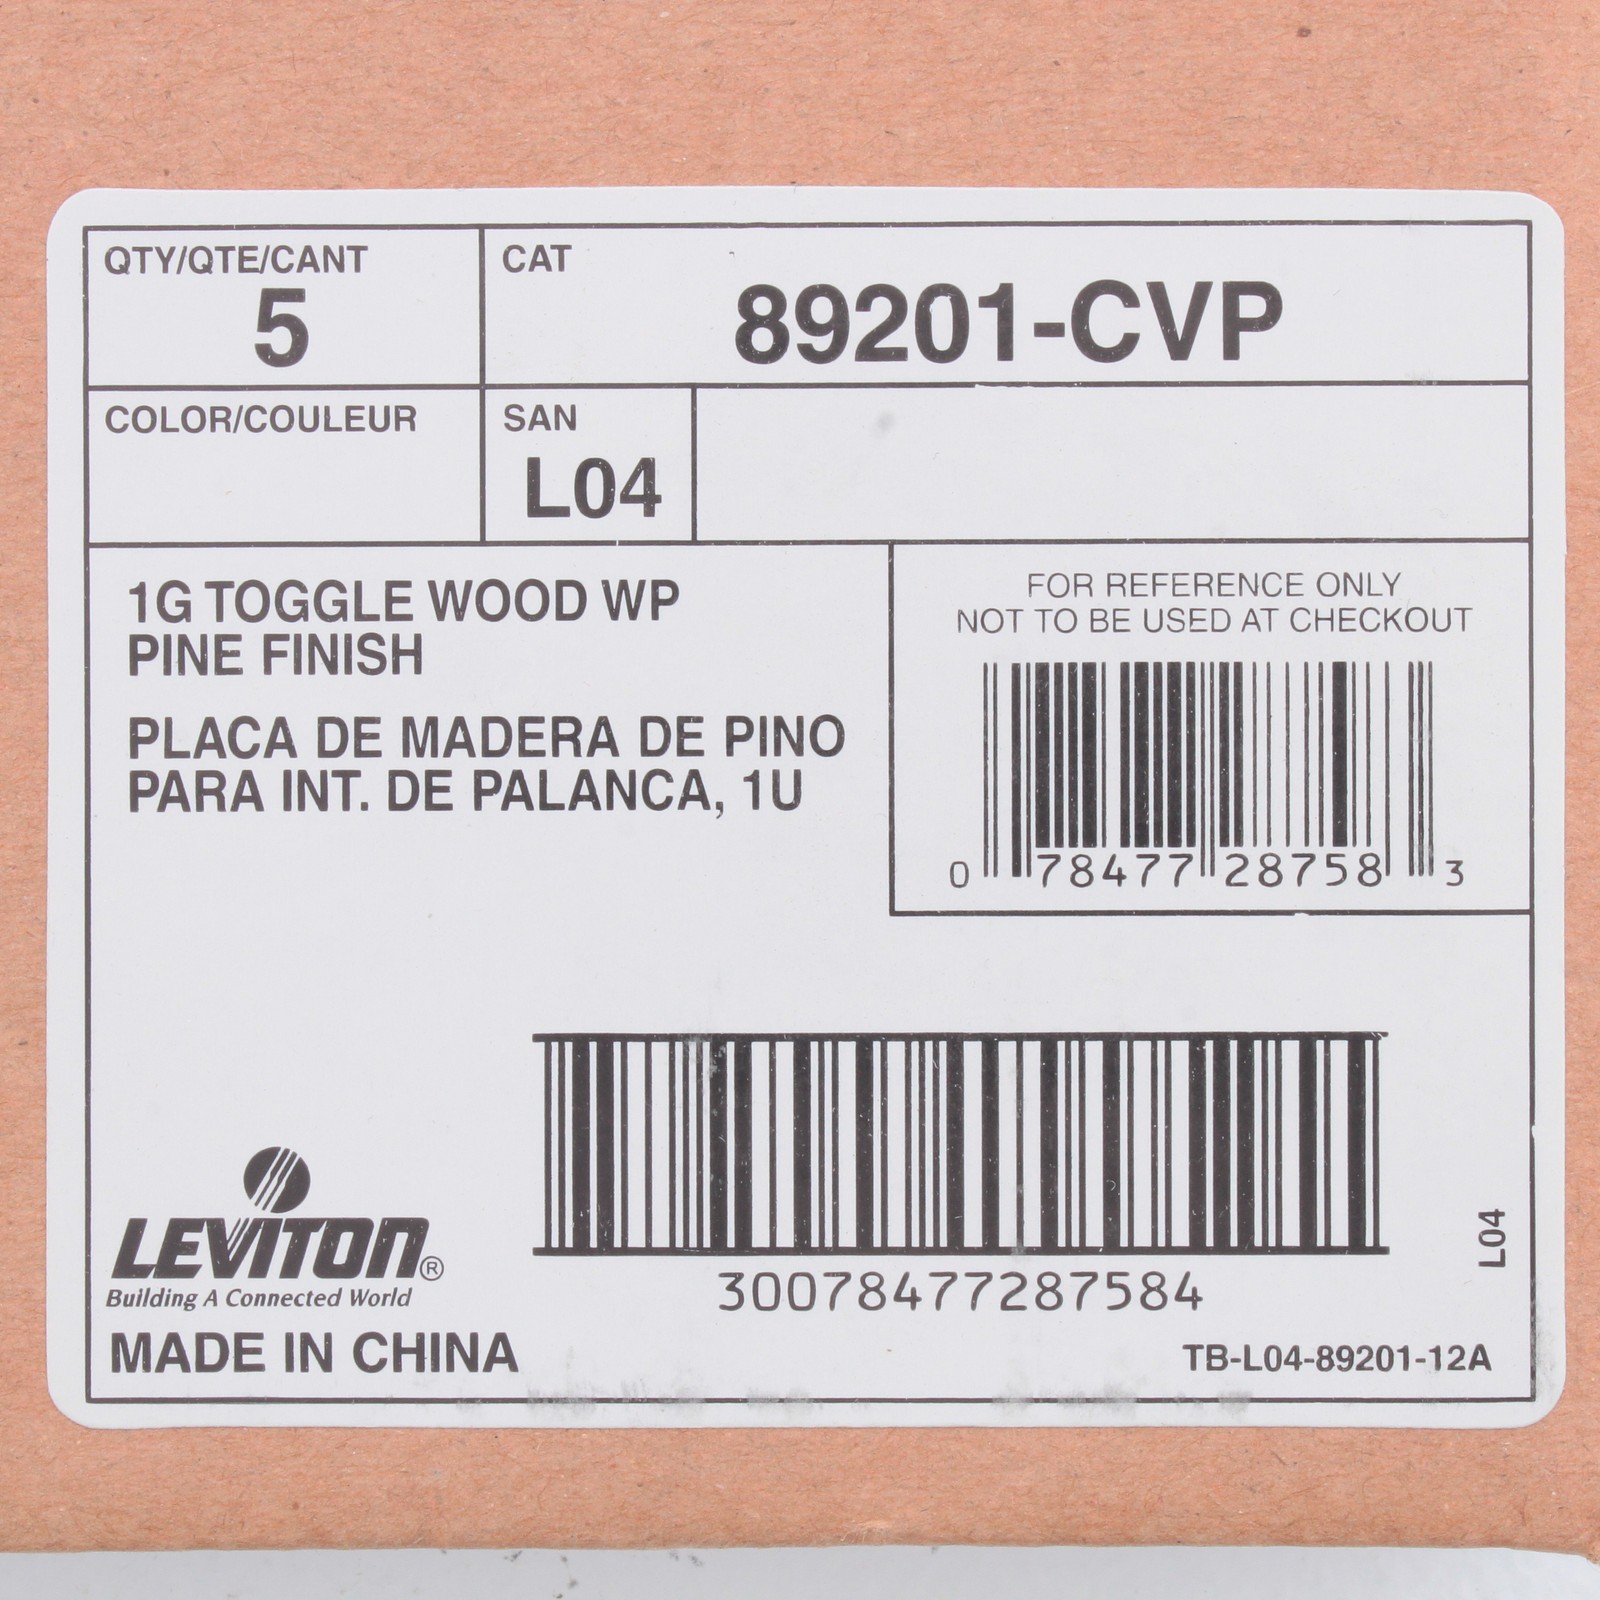 QTY/QTE/CANT
5
CAT
89201-CVP
COLOR/COULEUR
SAN
L04
1G TOGGLE WOOD WP
PINE FINISH
PLACA DE MADERA DE PINO
PARA INT. DE PALANCA, 1U
FOR REFERENCE ONLY
NOT TO BE USED AT CHECKOUT
0 78477 28758 3
30078477287584
LEVITON®
Building A Connected World
MADE IN CHINA
L04
TB-L04-89201-12A